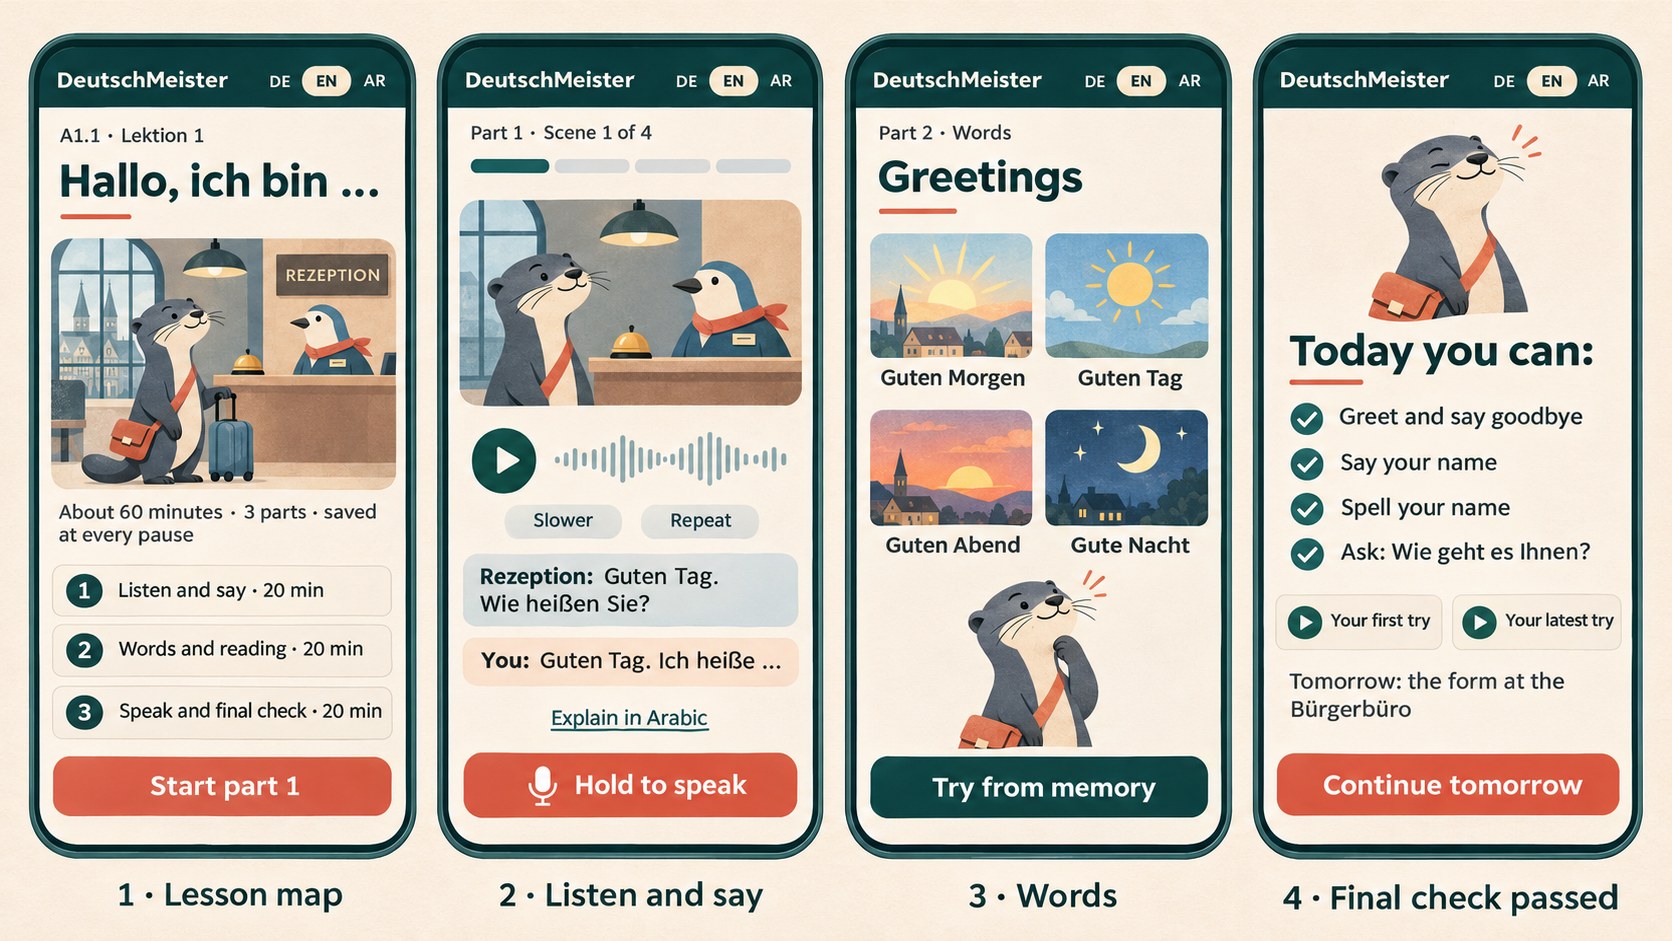 DeutschMeister DE EN AR
A1.1 · Lektion 1
Hallo, ich bin ...
REZEPTION
About 60 minutes · 3 parts · saved
at every pause
1 Listen and say · 20 min
2 Words and reading · 20 min
3 Speak and final check · 20 min
Start part 1
1 · Lesson map
DeutschMeister DE EN AR
Part 1 · Scene 1 of 4
Slower Repeat
Rezeption: Guten Tag.
Wie heißen Sie?
You: Guten Tag. Ich heiße ...
Explain in Arabic
Hold to speak
2 · Listen and say
DeutschMeister DE EN AR
Part 2 · Words
Greetings
Guten Morgen Guten Tag
Guten Abend Gute Nacht
Try from memory
3 · Words
DeutschMeister DE EN AR
Today you can:
Greet and say goodbye
Say your name
Spell your name
Ask: Wie geht es Ihnen?
Your first try Your latest try
Tomorrow: the form at the
Bürgerbüro
Continue tomorrow
4 · Final check passed